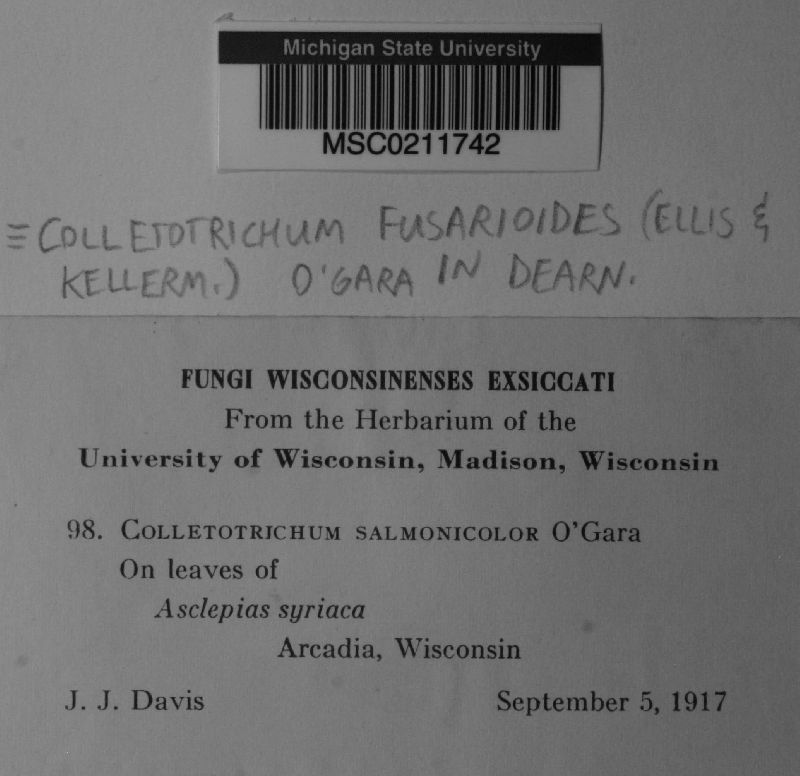 Michigan State University
MSC0211742
≡ COLLETOTRICHUM FUSARIOIDES (ELLIS &
KELLERM.) O'GARA IN DEARN.
FUNGI WISCONSINENSES EXSICCATI
From the Herbarium of the
University of Wisconsin, Madison, Wisconsin
98. COLLETOTRICHUM SALMONICOLOR O'Gara
On leaves of
Asclepias syriaca
Arcadia, Wisconsin
J. J. Davis September 5, 1917